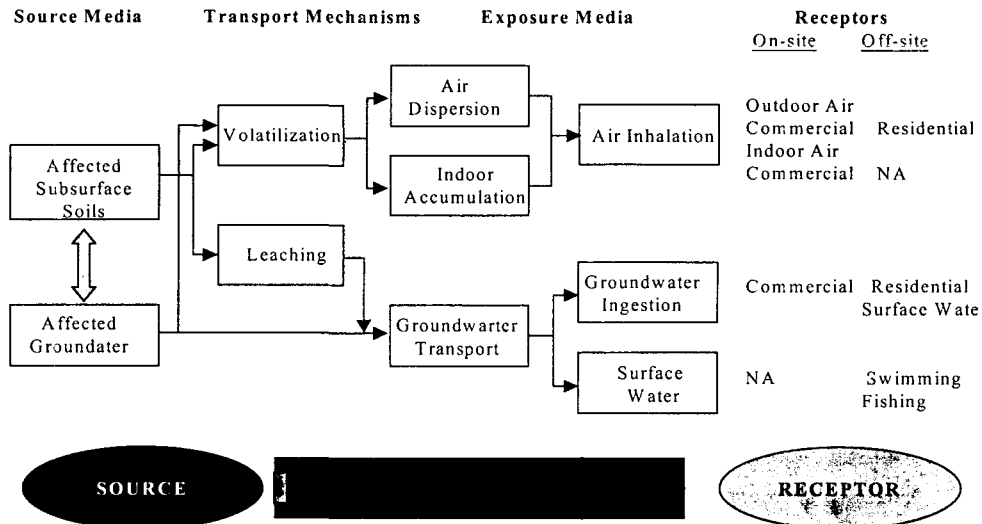 Source Media Transport Mechanisms Exposure Media Receptors
On-site Off-site
Air
Dispersion
Volatilization
Indoor
Accumulation
Air Inhalation
Outdoor Air
Commercial Residential
Indoor Air
Commercial NA
Affected
Subsurface
Soils
Leaching
Affected
Groundater
Groundwarter
Transport
Groundwater
Ingestion
Commercial Residential
Surface Wate
Surface
Water
NA Swimming
Fishing
SOURCE
RECEPTOR